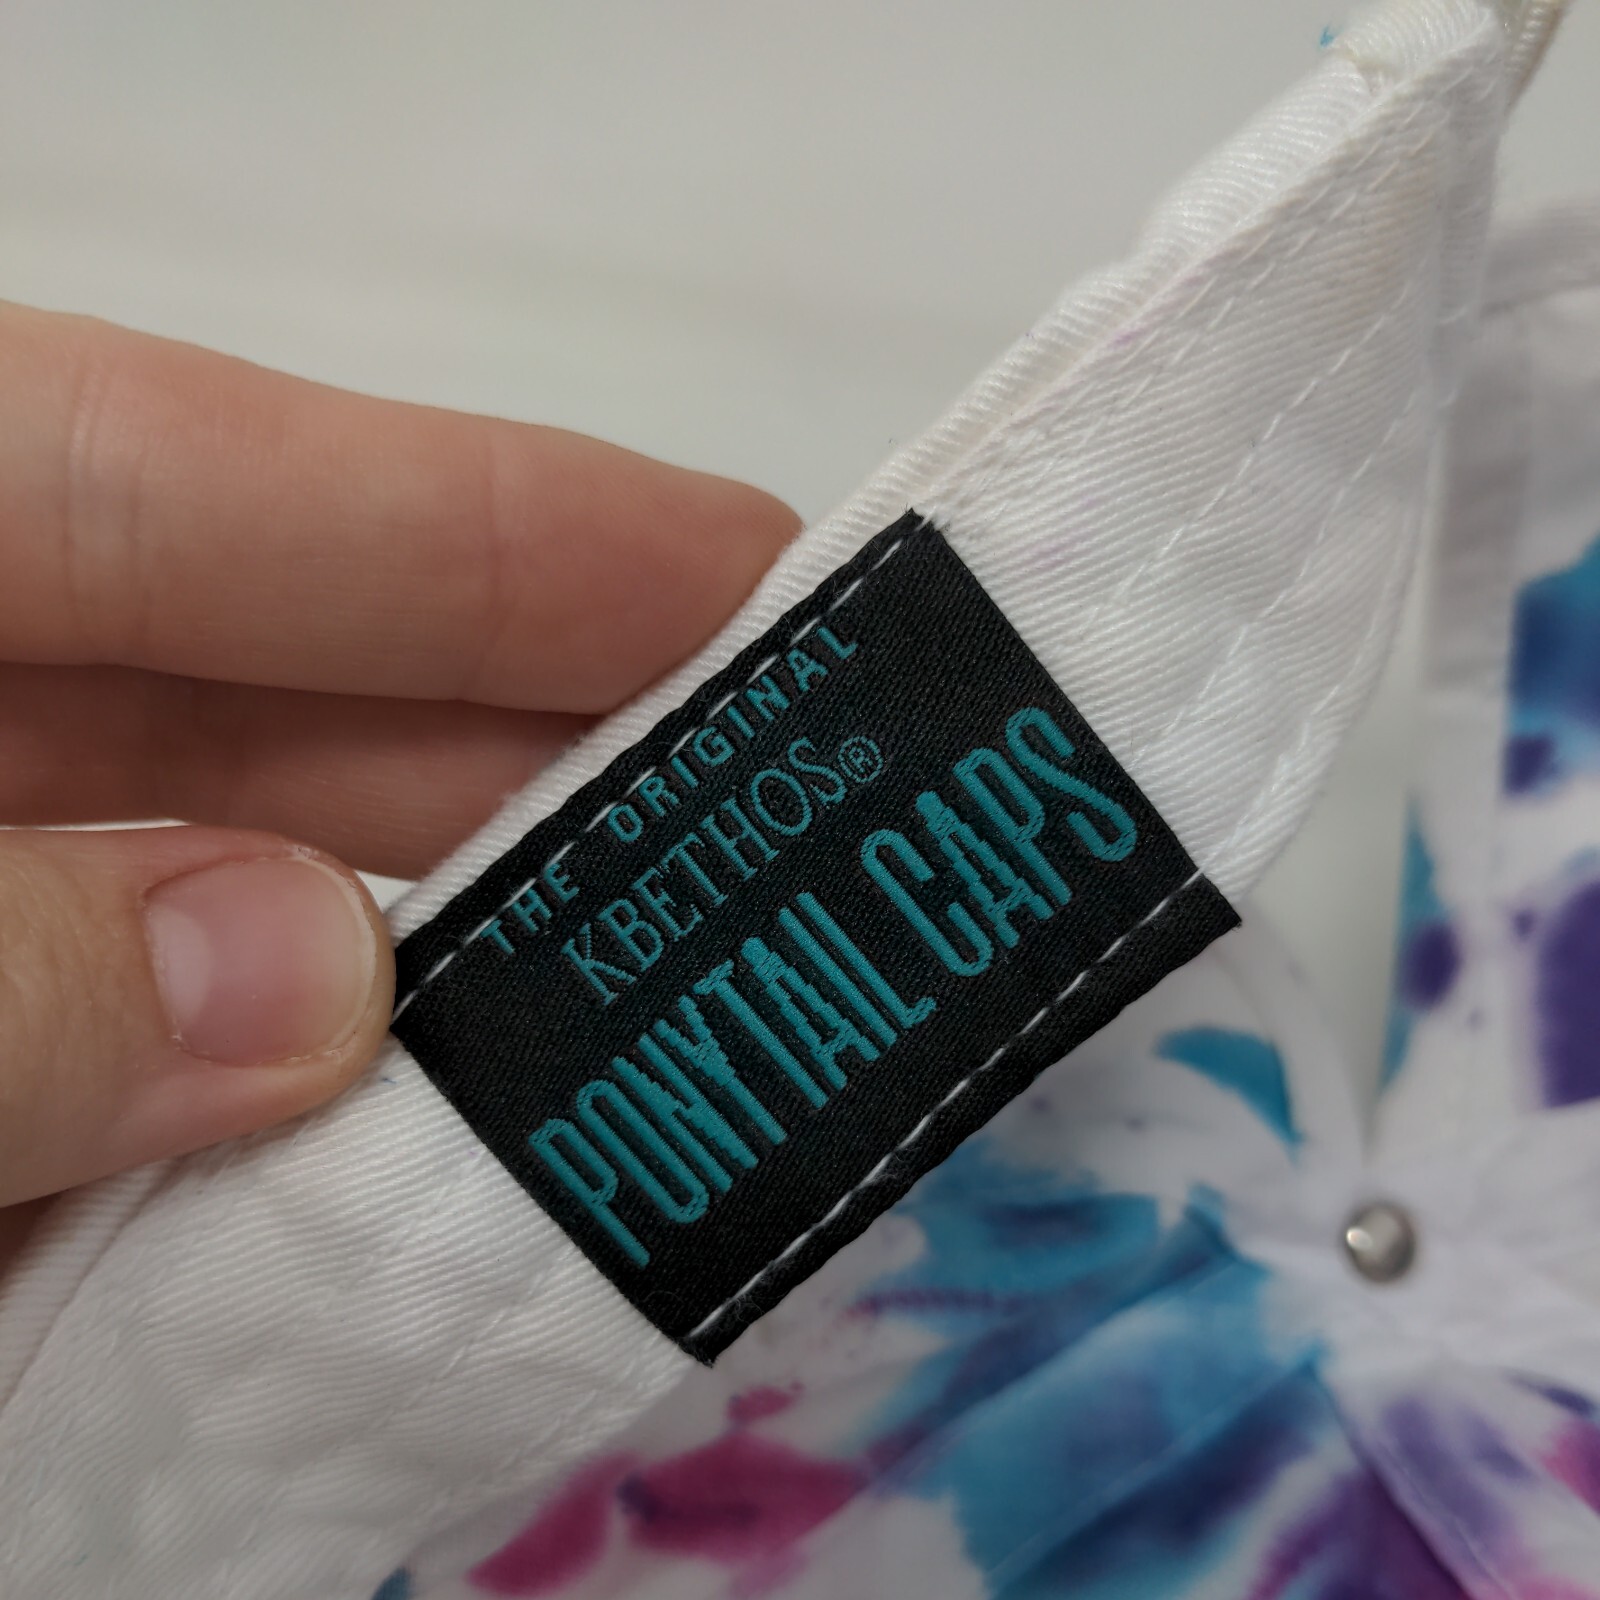 THE ORIGINAL
KBETHOS®
PONYTAIL CAPS